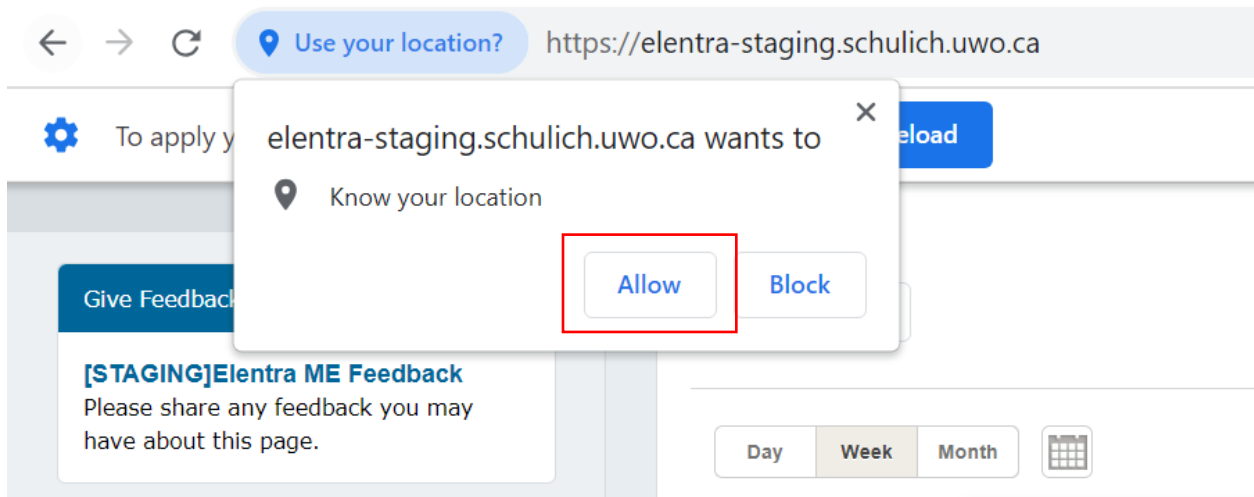 Use your location? https://elentra-staging.schulich.uwo.ca
To apply y
eload
elentra-staging.schulich.uwo.ca wants to
Know your location
Allow Block
Give Feedback
[STAGING]Elentra ME Feedback
Please share any feedback you may
have about this page.
Day Week Month